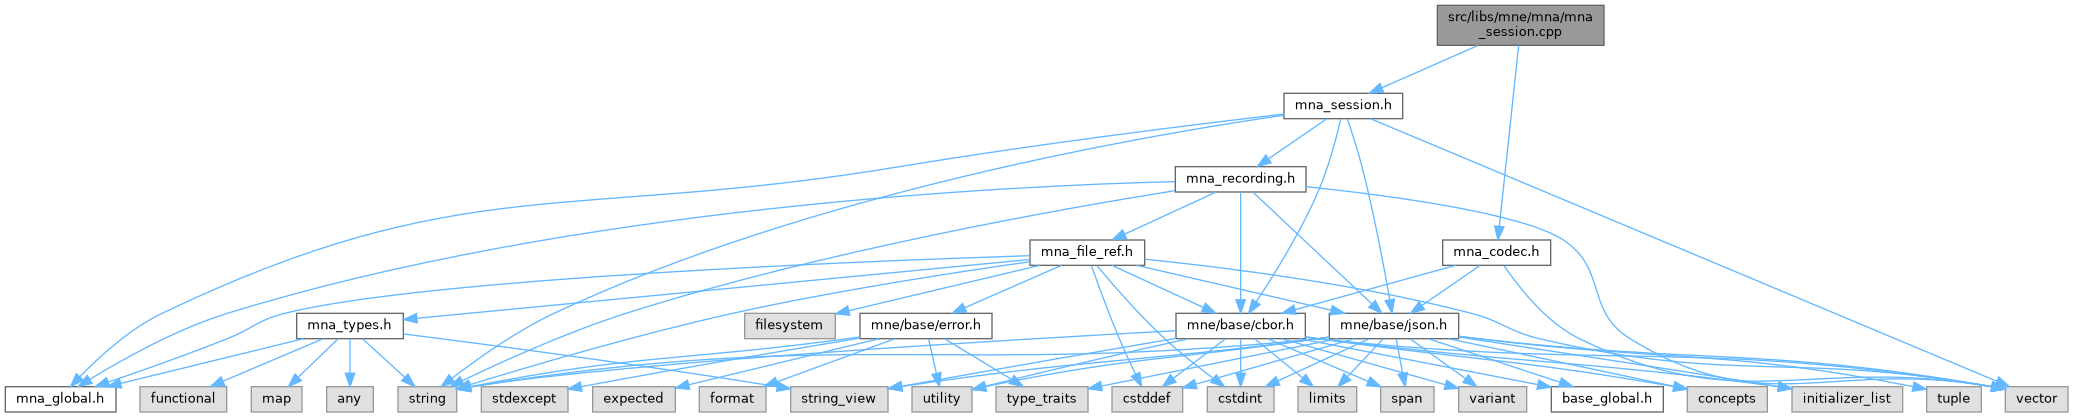 src/libs/mne/mna/mna
_session.cpp
mna_session.h
mna_recording.h
mna_file_ref.h
mna_codec.h
mna_types.h
filesystem
mne/base/error.h
mne/base/cbor.h
mne/base/json.h
mna_global.h
functional
map
any
string
stdexcept
expected
format
string_view
utility
type_traits
cstddef
cstdint
limits
span
variant
base_global.h
concepts
initializer_list
tuple
vector